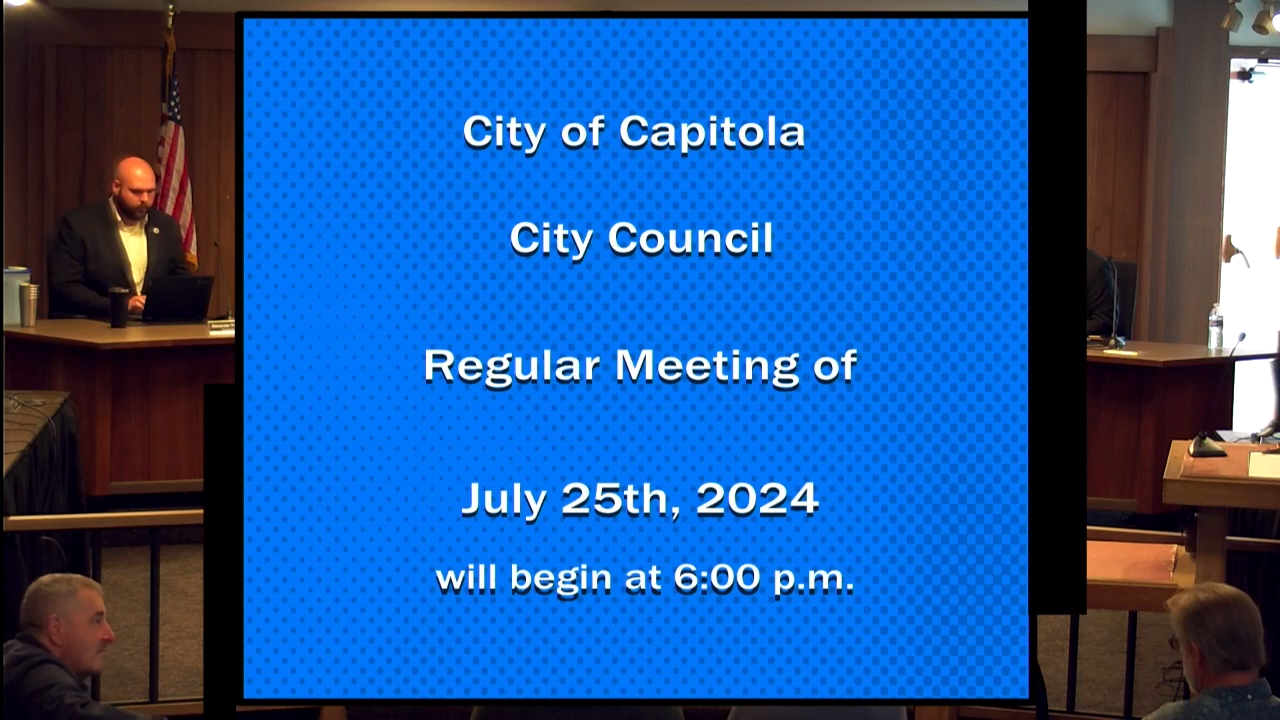 City of Capitola
City Council
Regular Meeting of
July 25th, 2024
will begin at 6:00 p.m.